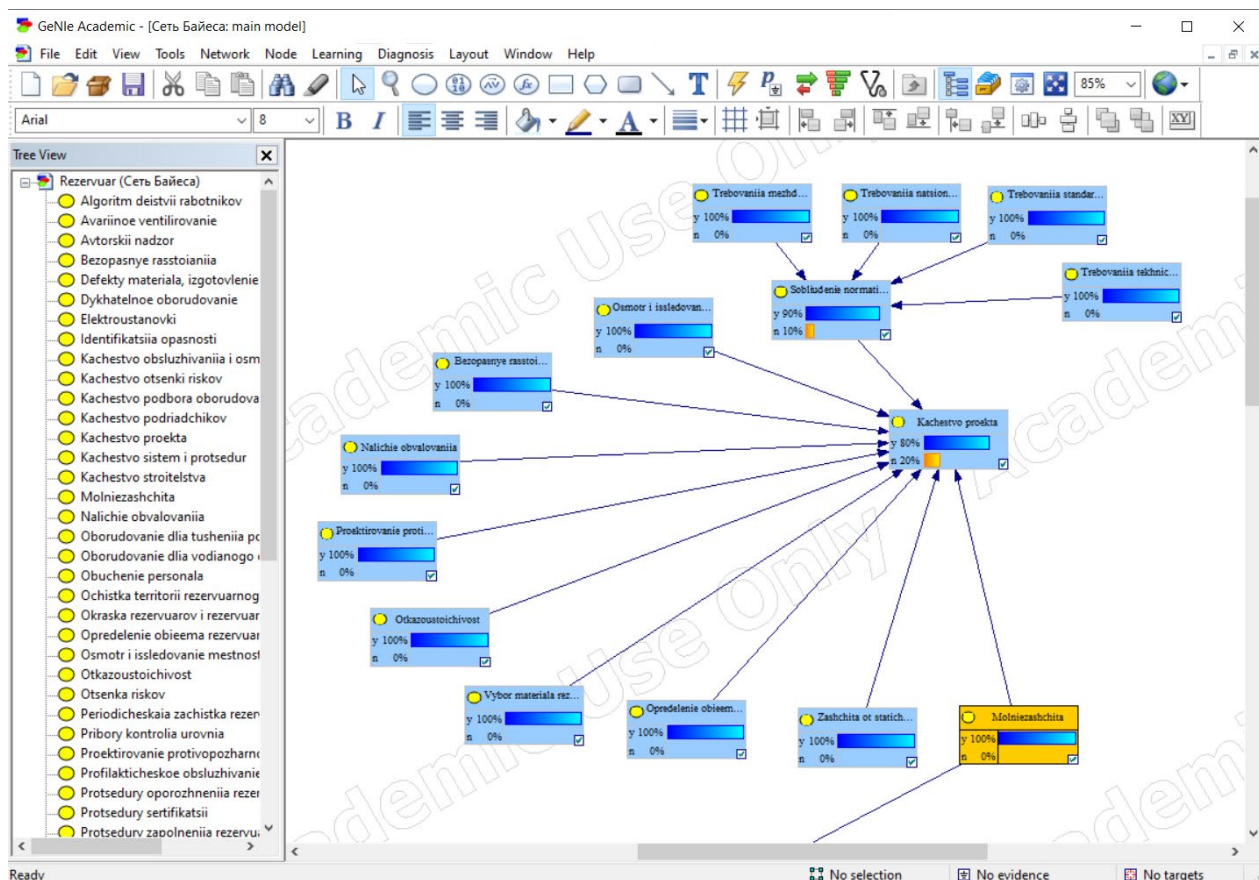 GeNIe Academic - [Сеть Байеса: main model]
File Edit View Tools Network Node Learning Diagnosis Layout Window Help
85%
Arial 8 B I A
Tree View
Rezervuar (Сеть Байеса)
Algoritm deistvii rabotnikov
Avariinoe ventilirovanie
Avtorskii nadzor
Bezopasnye rasstoianiia
Defekty materiala, izgotovlenie
Dykhatelnoe oborudovanie
Elektroustanovki
Identifikatsiia opasnosti
Kachestvo obsluzhivaniia i osm
Kachestvo otsenki riskov
Kachestvo podbora oborudova
Kachestvo podriadchikov
Kachestvo proekta
Kachestvo sistem i protsedur
Kachestvo stroitelstva
Molniezashchita
Nalichie obvalovaniia
Oborudovanie dlia tusheniia po
Oborudovanie dlia vodianogo
Obuchenie personala
Ochistka territorii rezervuarnog
Okraska rezervuarov i rezervuar
Opredelenie obieema rezervuar
Osmotr i issledovanie mestnost
Otkazoustoichivost
Otsenka riskov
Periodicheskaia zachistka rezer
Pribory kontrolia urovnia
Proektirovanie protivopozharno
Profilakticheskoe obsluzhivanie
Protsedury oporozhneniia rezer
Protsedury sertifikatsii
Protsedury zapolneniia rezervua
Trebovaniia mezhd...
y 100%
n 0%
Trebovaniia natsion...
y 100%
n 0%
Trebovaniia standar...
y 100%
n 0%
Trebovaniia tekhnic...
y 100%
n 0%
Sobliudenie normati...
y 90%
n 10%
Osmotr i issledovan...
y 100%
n 0%
Bezopasnye rasstoi...
y 100%
n 0%
Kachestvo proekta
y 80%
n 20%
Nalichie obvalovaniia
y 100%
n 0%
Proektirovanie proti...
y 100%
n 0%
Otkazoustoichivost
y 100%
n 0%
Vybor materiala rez...
y 100%
n 0%
Opredelenie obieem...
y 100%
n 0%
Zashchita ot statich...
y 100%
n 0%
Molniezashchita
y 100%
n 0%
Academic Use Only
Ready No selection No evidence No targets